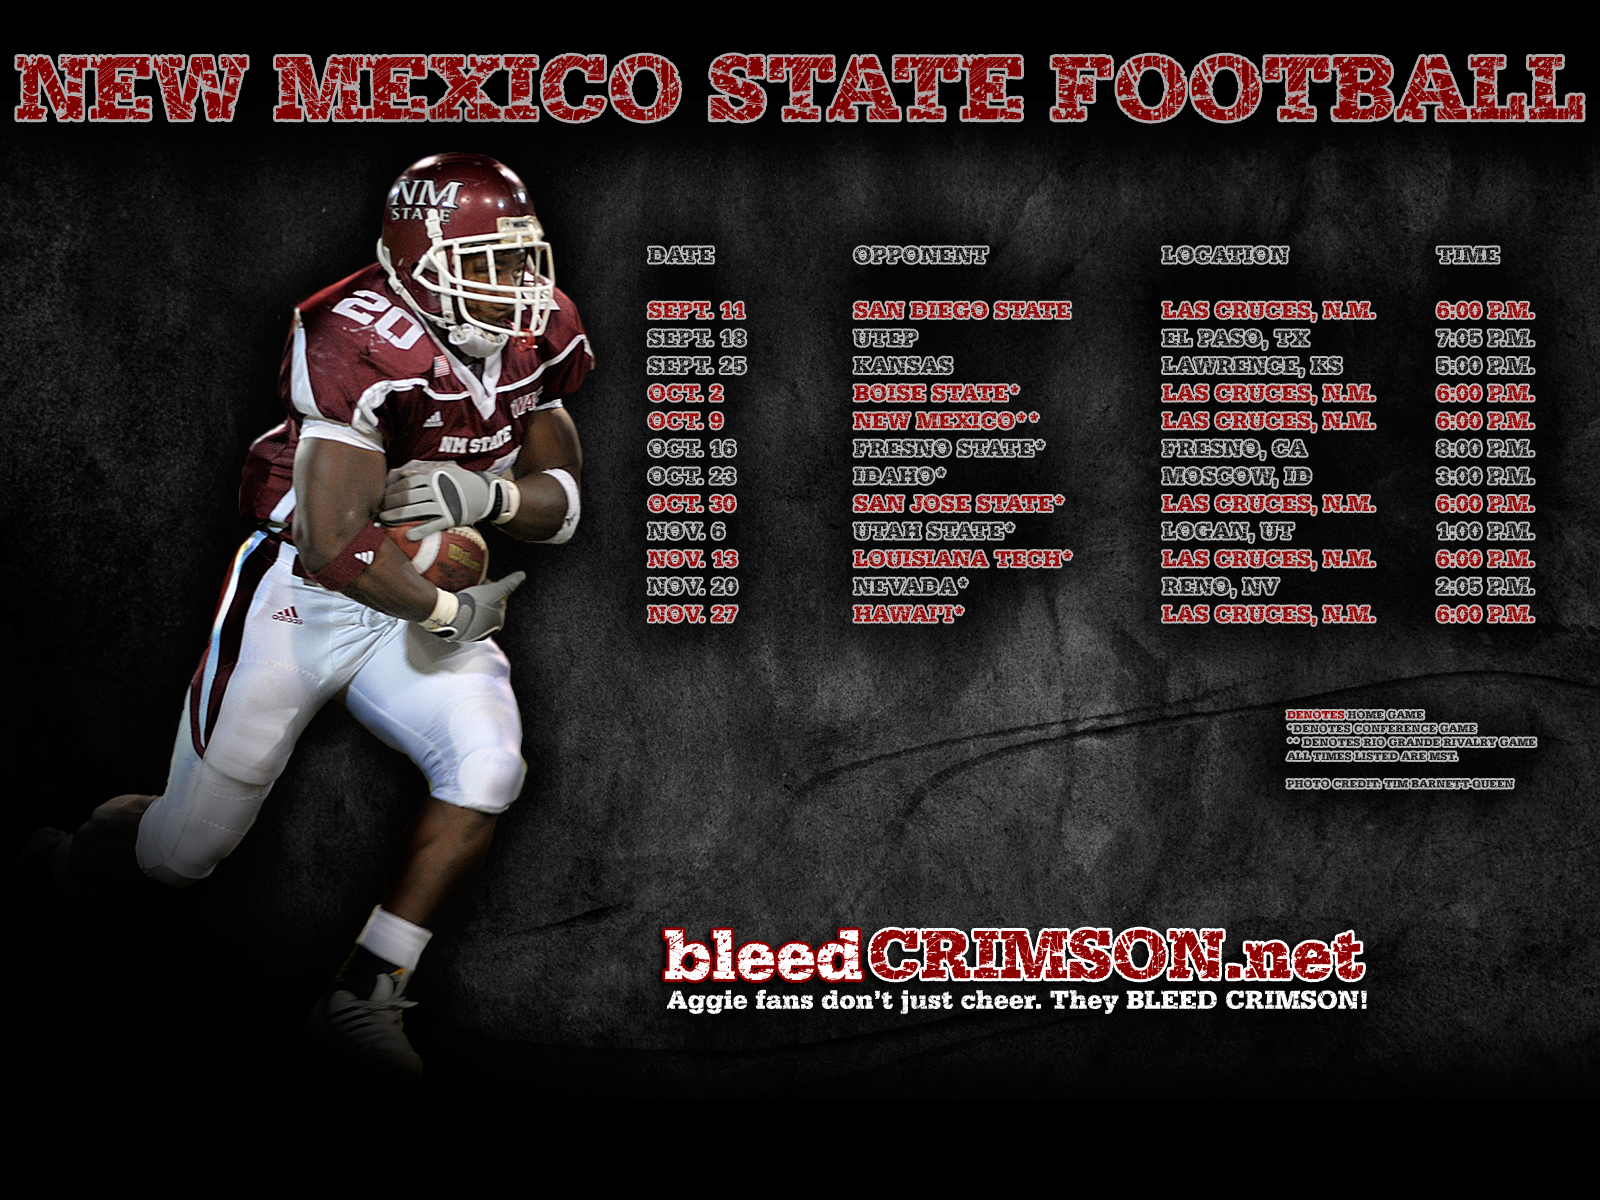 NEW MEXICO STATE FOOTBALL
NM
STATE
20
NM STATE
adidas
DATE OPPONENT LOCATION TIME
SEPT. 11 SAN DIEGO STATE LAS CRUCES, N.M. 6:00 P.M.
SEPT. 18 UTEP EL PASO, TX 7:05 P.M.
SEPT. 25 KANSAS LAWRENCE, KS 5:00 P.M.
OCT. 2 BOISE STATE* LAS CRUCES, N.M. 6:00 P.M.
OCT. 9 NEW MEXICO** LAS CRUCES, N.M. 6:00 P.M.
OCT. 16 FRESNO STATE* FRESNO, CA 8:00 P.M.
OCT. 23 IDAHO* MOSCOW, ID 3:00 P.M.
OCT. 30 SAN JOSE STATE* LAS CRUCES, N.M. 6:00 P.M.
NOV. 6 UTAH STATE* LOGAN, UT 1:00 P.M.
NOV. 13 LOUISIANA TECH* LAS CRUCES, N.M. 6:00 P.M.
NOV. 20 NEVADA* RENO, NV 2:05 P.M.
NOV. 27 HAWAI'I* LAS CRUCES, N.M. 6:00 P.M.
DENOTES HOME GAME
*DENOTES CONFERENCE GAME
** DENOTES RIO GRANDE RIVALRY GAME
ALL TIMES LISTED ARE MST.
PHOTO CREDIT: TIM BARNETT-QUEEN
bleedCRIMSON.net
Aggie fans don't just cheer. They BLEED CRIMSON!